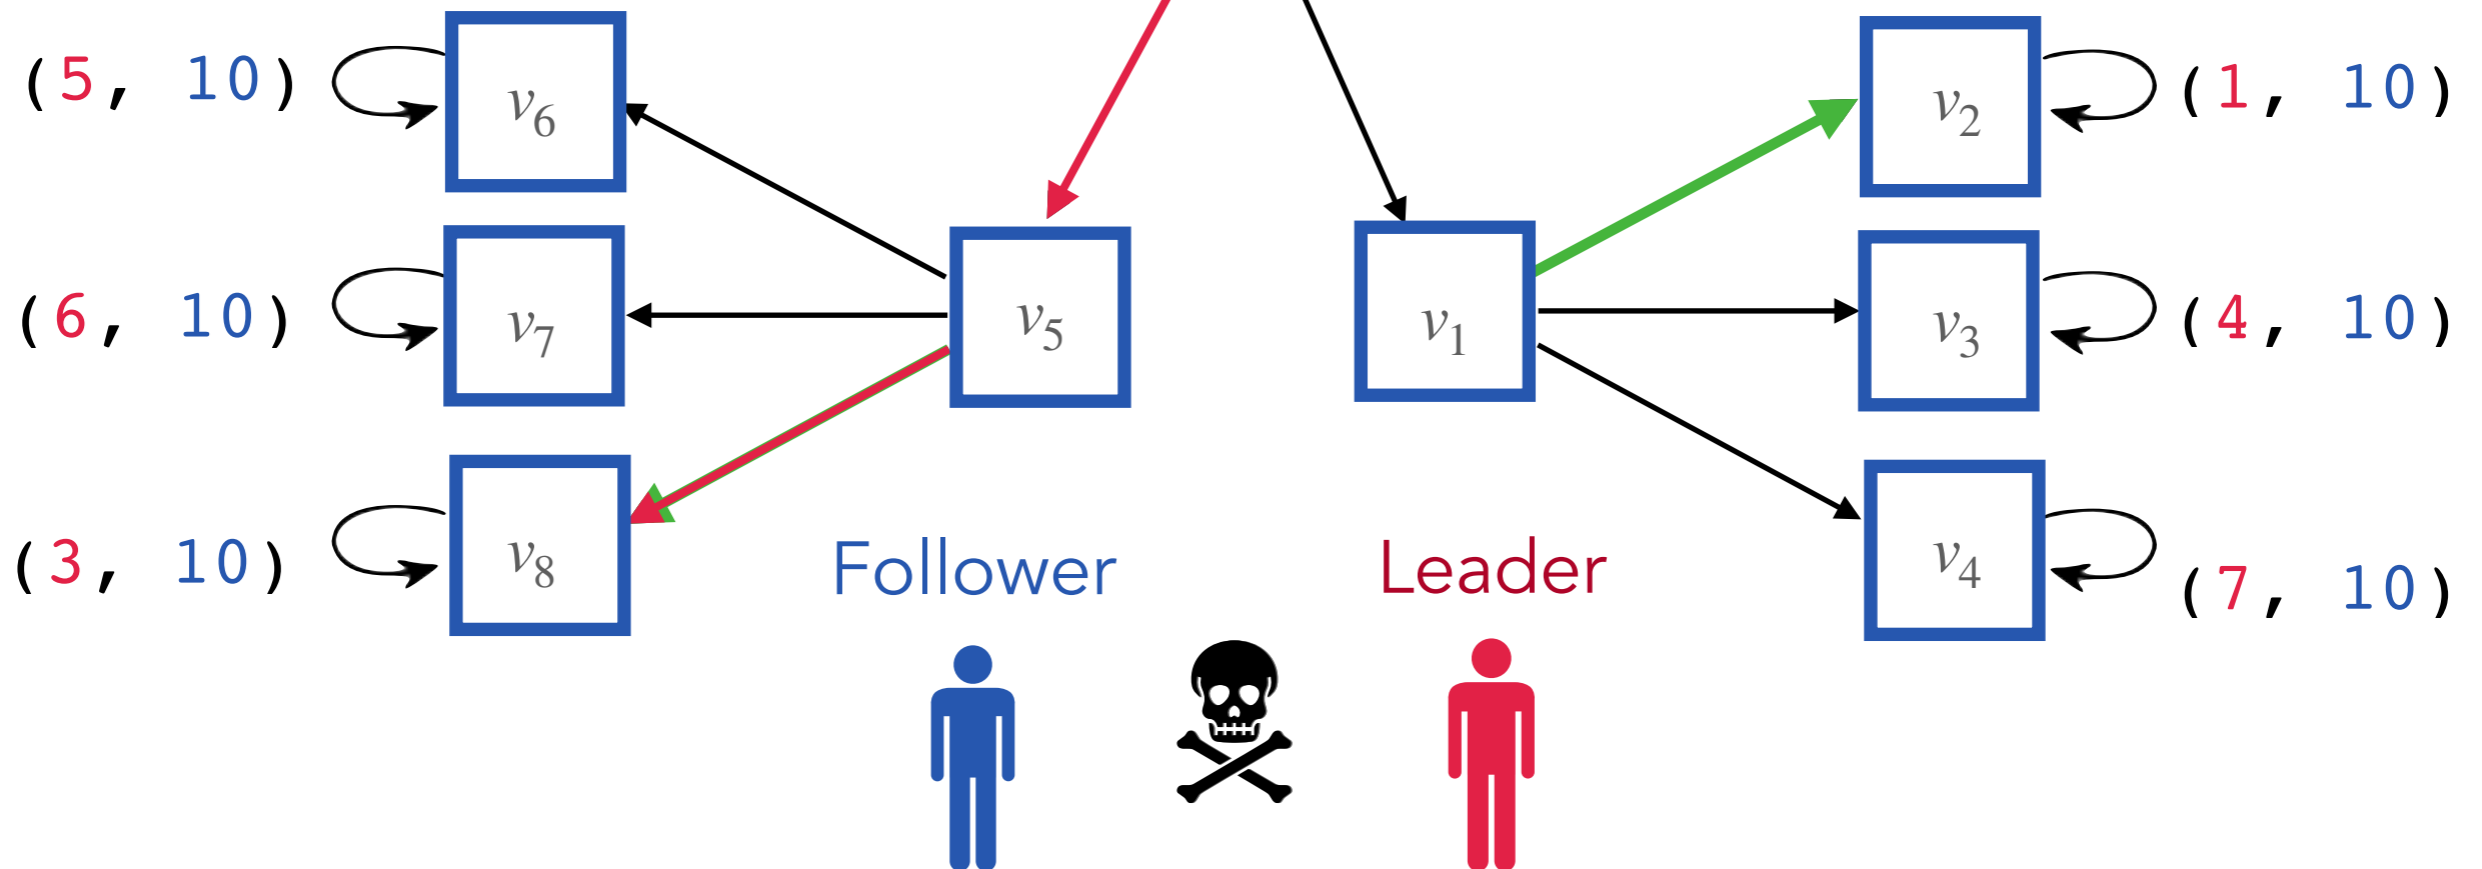 (5, 10) v6 v2 (1, 10)
(6, 10) v7 v5 v1 v3 (4, 10)
(3, 10) v8 Follower Leader v4 (7, 10)